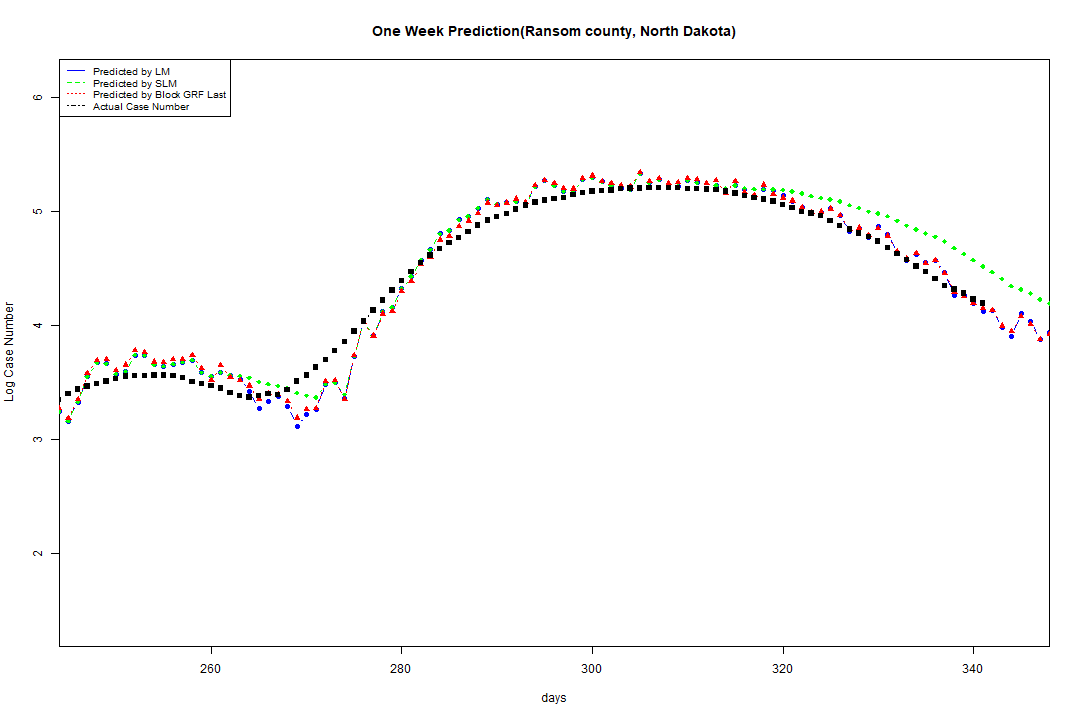 One Week Prediction(Ransom county, North Dakota)
Predicted by LM
Predicted by SLM
Predicted by Block GRF Last
Actual Case Number
6
5
4
3
2
Log Case Number
260
280
300
320
340
days